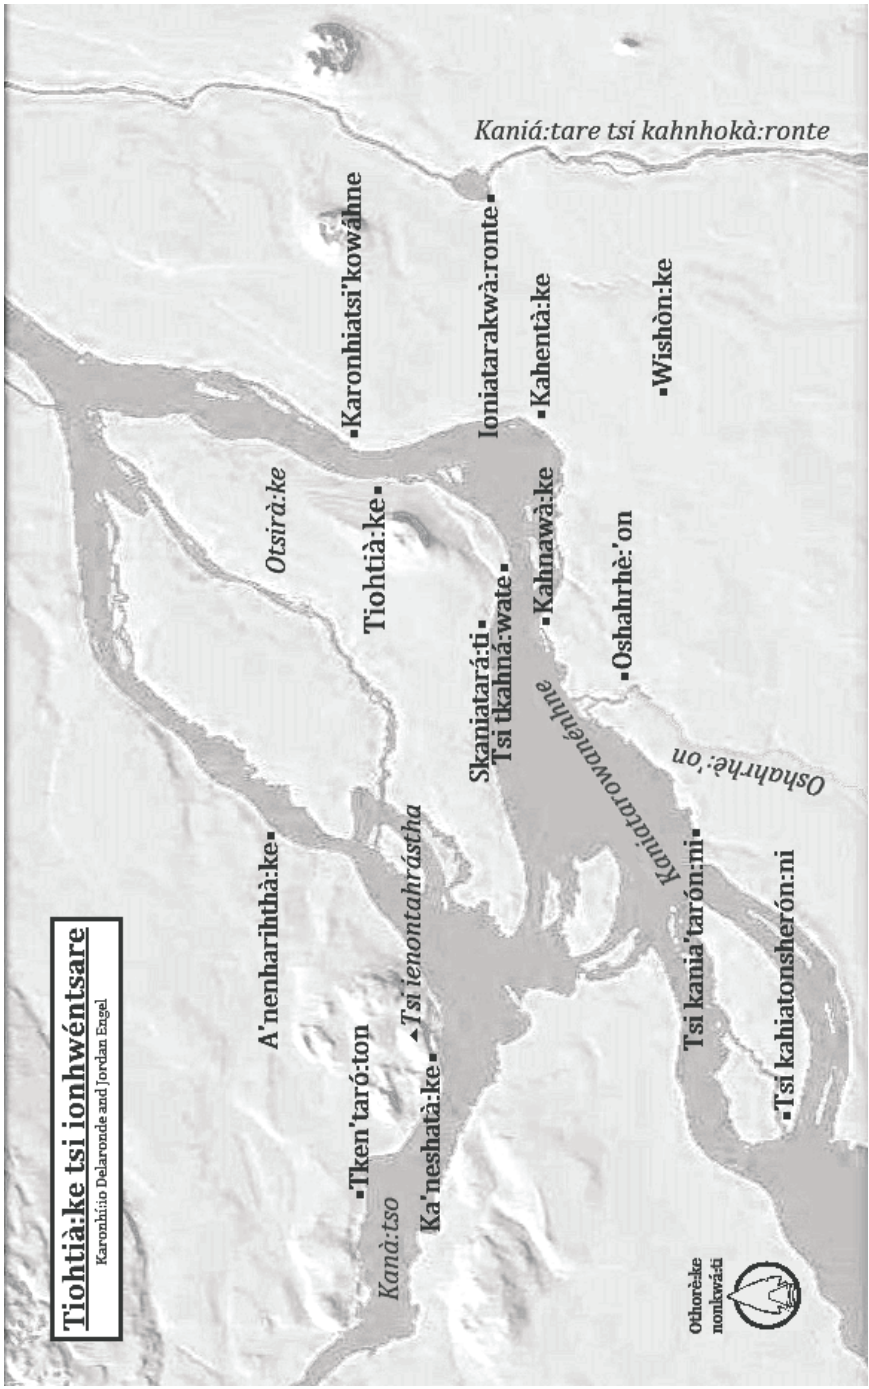 Tiohtià:ke tsi ionhwéntsare
Karonhí:io Delaronde and Jordan Engel
Kaniá:tare tsi kahnhokà:ronte
Karonhiatsi'kowáhne
Ioniatarakwà:ronte
Kahentà:ke
Wishòn:ke
Otsirà:ke
Tiohtià:ke
Kahnawà:ke
Oshahrhè:'on
Skaniatará:ti
Tsi tkahná:wate
Kaniatarowanénhne
Oshahrhè:'on
A'nenharihthà:ke
Tsi ienontahrástha
Tken'taró:ton
Ka'neshatà:ke
Kanà:tso
Tsi kania'tarón:ni
Tsi kahiatonsherón:ni
Othorè:ke
nonkwá:ti